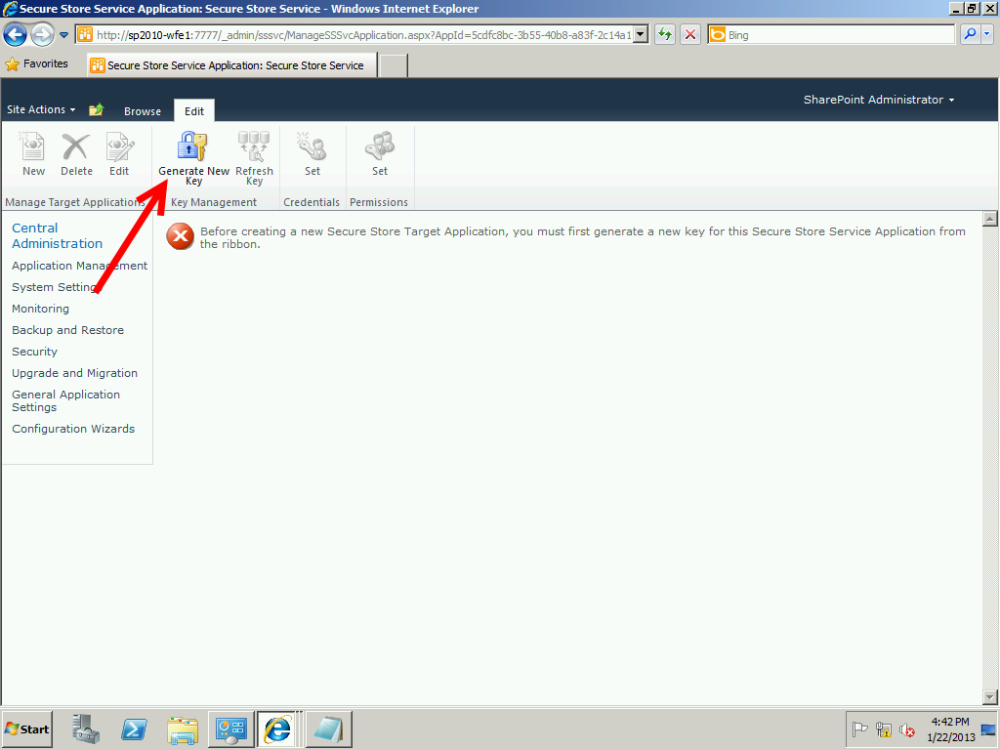 Secure Store Service Application: Secure Store Service - Windows Internet Explorer
http://sp2010-wfe1:7777/_admin/sssvc/ManageSSSvcApplication.aspx?AppId=5cdfc8bc-3b55-40b8-a83f-2c14a1
Bing
Favorites
Secure Store Service Application: Secure Store Service
SharePoint Administrator
Site Actions
Browse
Edit
New
Delete
Edit
Manage Target Applications
Generate New
Key
Refresh
Key
Key Management
Set
Credentials
Set
Permissions
Central
Administration
Application Management
System Settings
Monitoring
Backup and Restore
Security
Upgrade and Migration
General Application
Settings
Configuration Wizards
Before creating a new Secure Store Target Application, you must first generate a new key for this Secure Store Service Application from
the ribbon.
Start
4:42 PM
1/22/2013